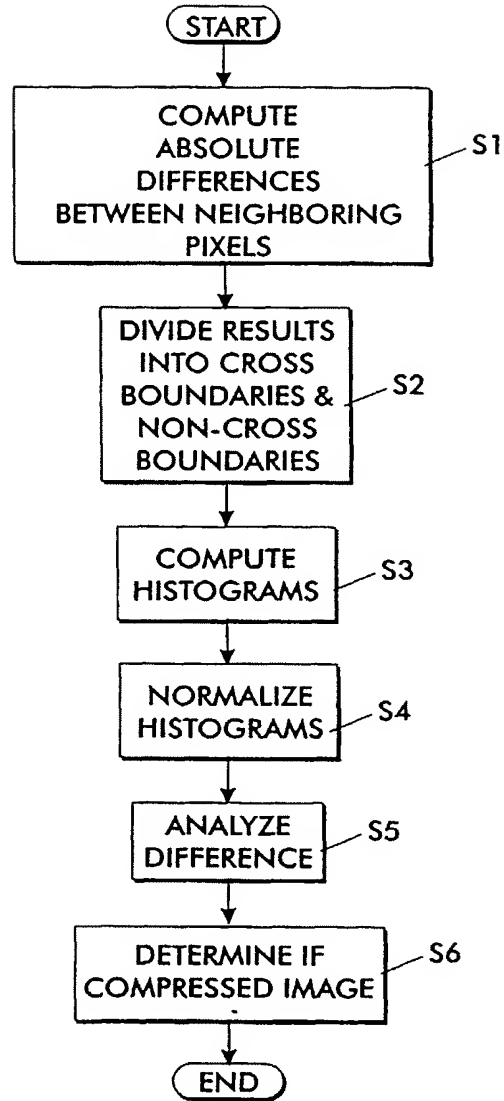 START
COMPUTE
ABSOLUTE
DIFFERENCES
BETWEEN NEIGHBORING
PIXELS
S1
DIVIDE RESULTS
INTO CROSS
BOUNDARIES &
NON-CROSS
BOUNDARIES
S2
COMPUTE
HISTOGRAMS
S3
NORMALIZE
HISTOGRAMS
S4
ANALYZE
DIFFERENCE
S5
DETERMINE IF
COMPRESSED IMAGE
S6
END